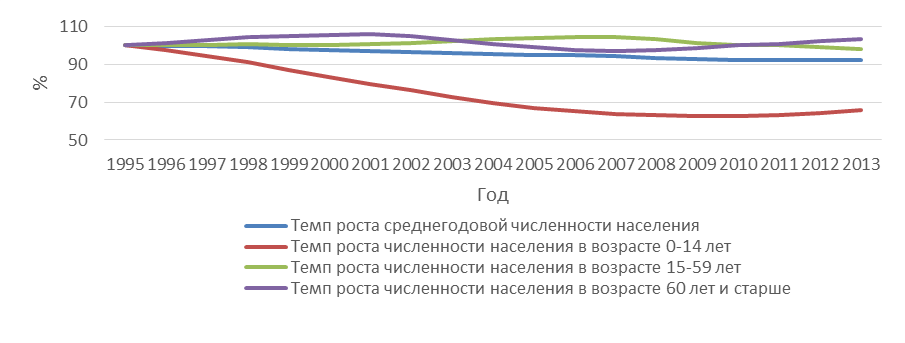 110
90
70
50
%
1995 1996 1997 1998 1999 2000 2001 2002 2003 2004 2005 2006 2007 2008 2009 2010 2011 2012 2013
Год
Темп роста среднегодовой численности населения
Темп роста численности населения в возрасте 0-14 лет
Темп роста численности населения в возрасте 15-59 лет
Темп роста численности населения в возрасте 60 лет и старше